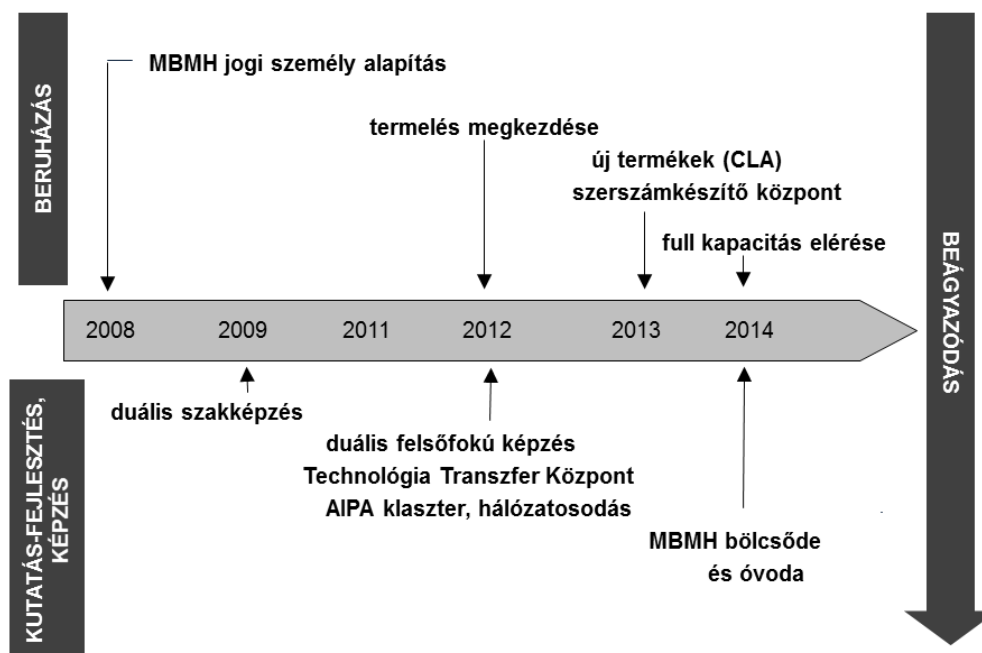 BERUHÁZÁS
MBMH jogi személy alapítás
termelés megkezdése
új termékek (CLA)
szerszámkészítő központ
full kapacitás elérése
2008 2009 2011 2012 2013 2014
BEÁGYAZÓDÁS
KUTATÁS-FEJLESZTÉS,
KÉPZÉS
duális szakképzés
duális felsőfokú képzés
Technológia Transzfer Központ
AIPA klaszter, hálózatosodás
MBMH bölcsőde
és óvoda